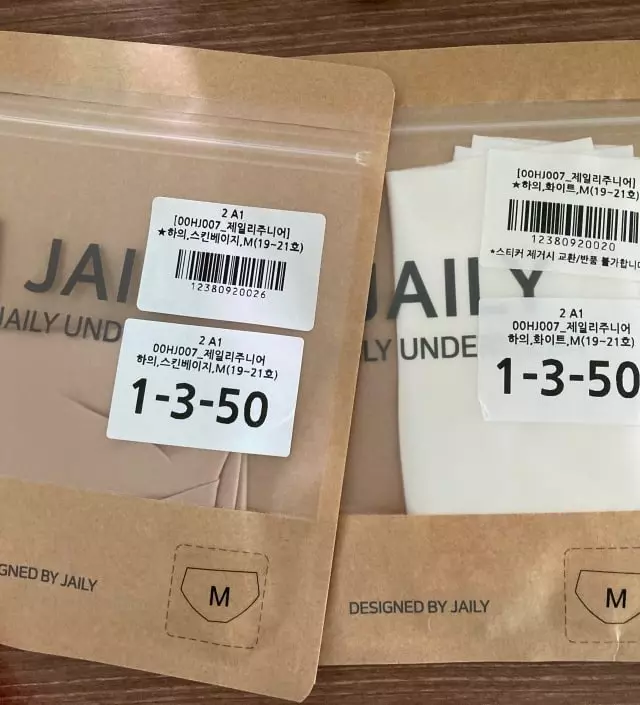 2 A1
[00HJ007_제일리주니어]
★하의,스킨베이지,M(19~21호)
12380920026
JAI
JAILY UND
2 A1
00HJ007_제일리주니어
하의,스킨베이지,M(19~21호)
1-3-50
GNED BY JAILY
M
[00HJ007_제일리주니어]
★하의,화이트,M(19~21호)
12380920020
*스티커 제거시 교환/반품 불가합니
JAILY
LY UNDE
2 A1
00HJ007_제일리주니어
하의,화이트,M(19~21호)
1-3-50
DESIGNED BY JAILY
M